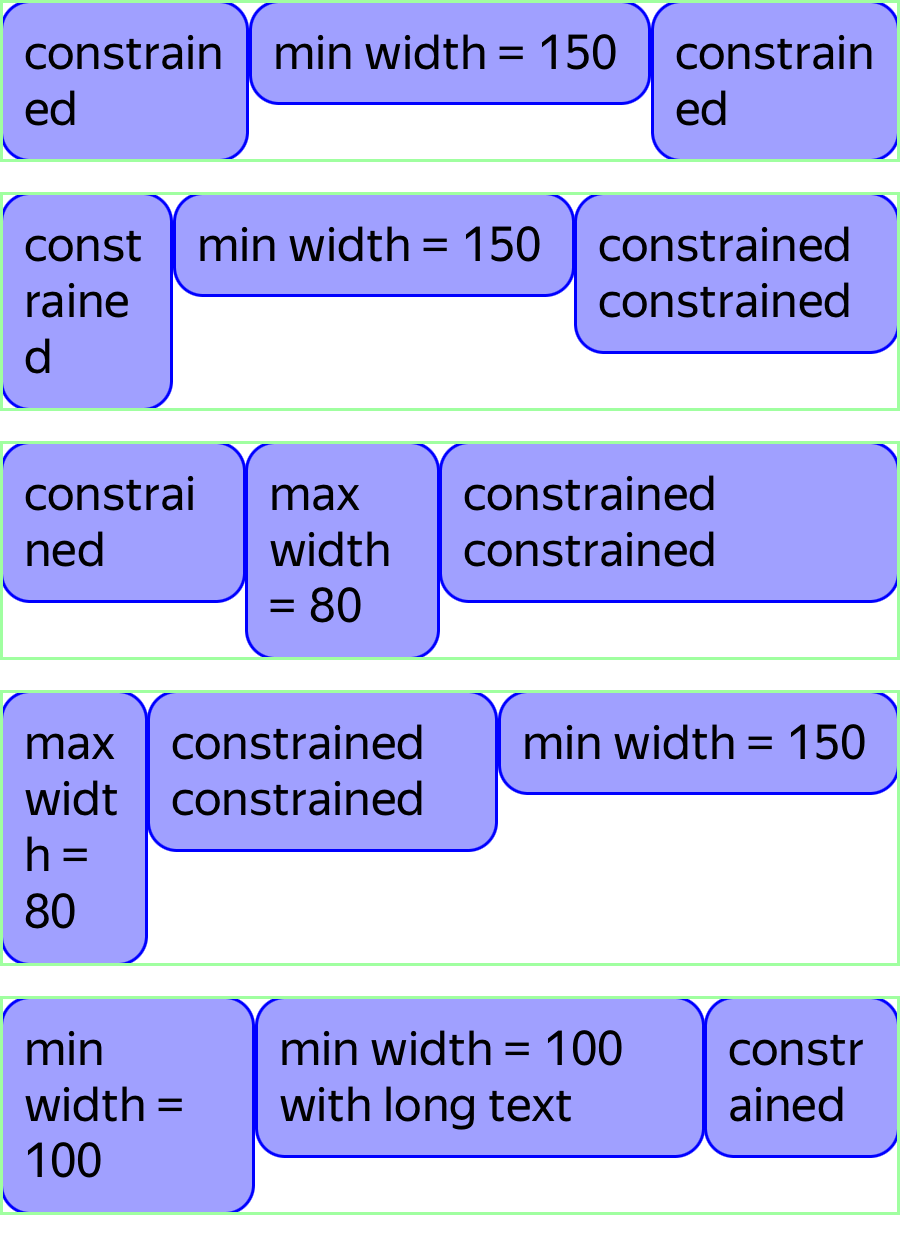 constrain
ed
min width = 150
constrain
ed
const
raine
d
min width = 150
constrained
constrained
constrai
ned
max
width
= 80
constrained
constrained
max
widt
h =
80
constrained
constrained
min width = 150
min
width =
100
min width = 100
with long text
constr
ained